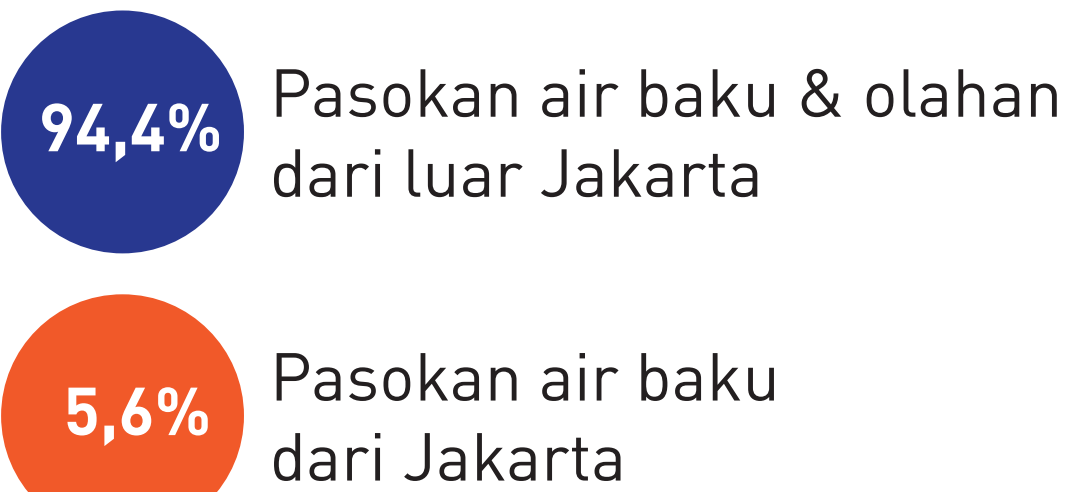 94,4%
Pasokan air baku & olahan
dari luar Jakarta
5,6%
Pasokan air baku
dari Jakarta